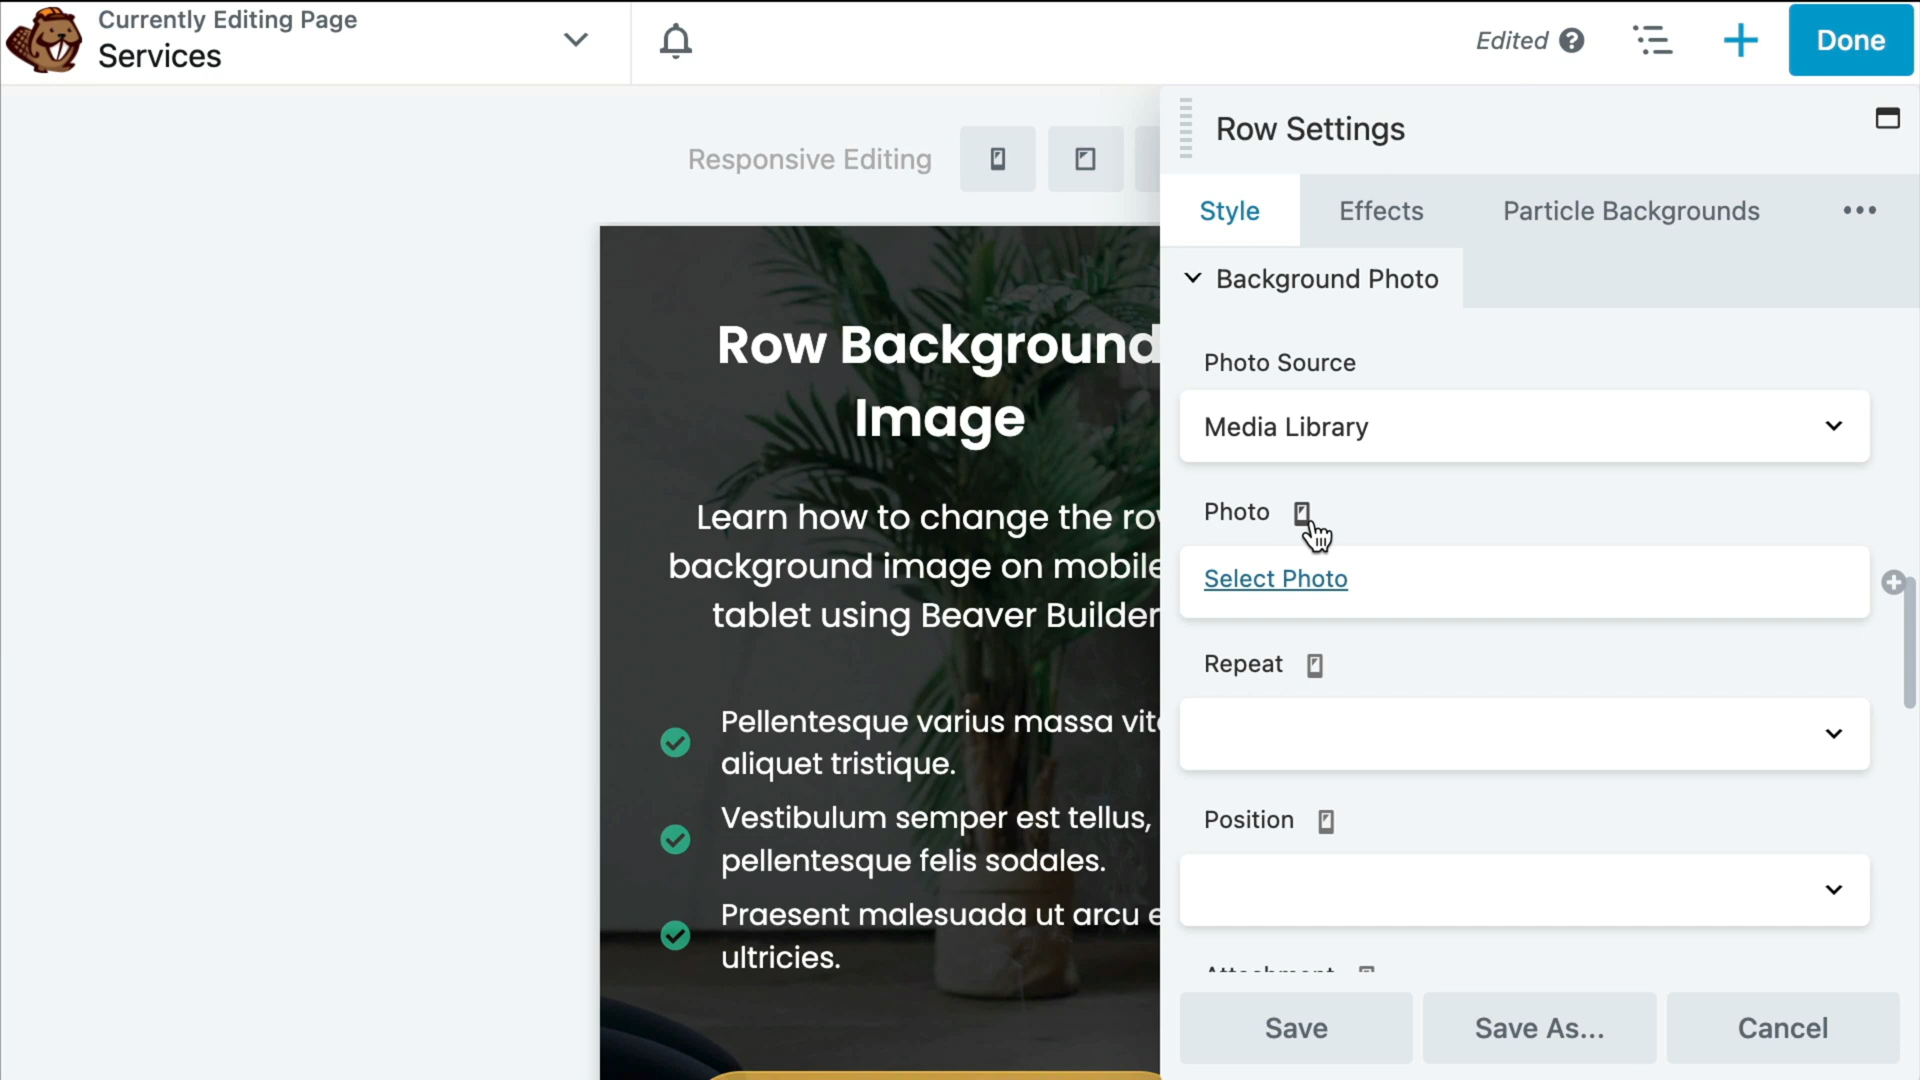 Currently Editing Page
Services
Edited
Done
Responsive Editing
Row Settings
Style
Effects
Particle Backgrounds
Background Photo
Photo Source
Media Library
Photo
Select Photo
Repeat
Position
Save
Save As...
Cancel
Row Background
Image
Learn how to change the
background image on mobile
tablet using Beaver Builder
Pellentesque varius massa
aliquet tristique.
Vestibulum semper est tellus,
pellentesque felis sodales.
Praesent malesuada ut arcu
ultricies.